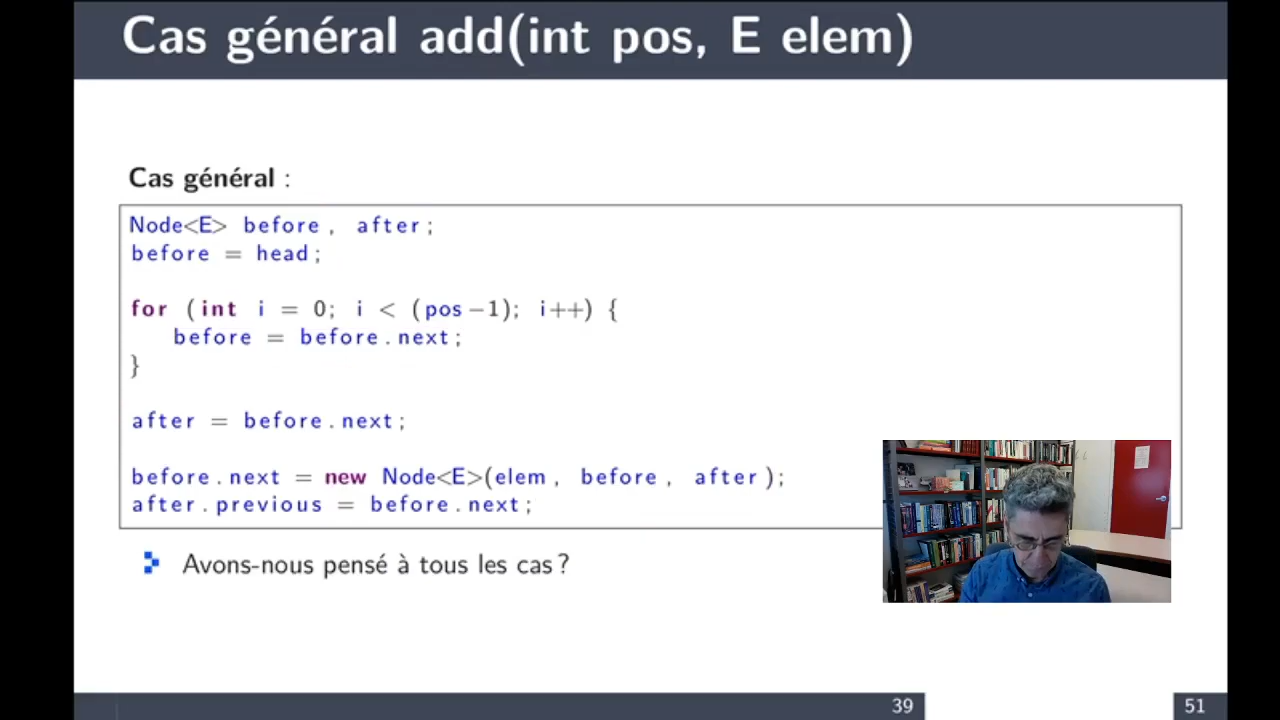 Cas général add(int pos, E elem)
Cas général :
Node<E> before, after;
before = head;
for (int i = 0; i < (pos-1); i++) {
before = before.next;
}
after = before.next;
before.next = new Node<E>(elem, before, after);
after.previous = before.next;
Avons-nous pensé à tous les cas ?
39
51